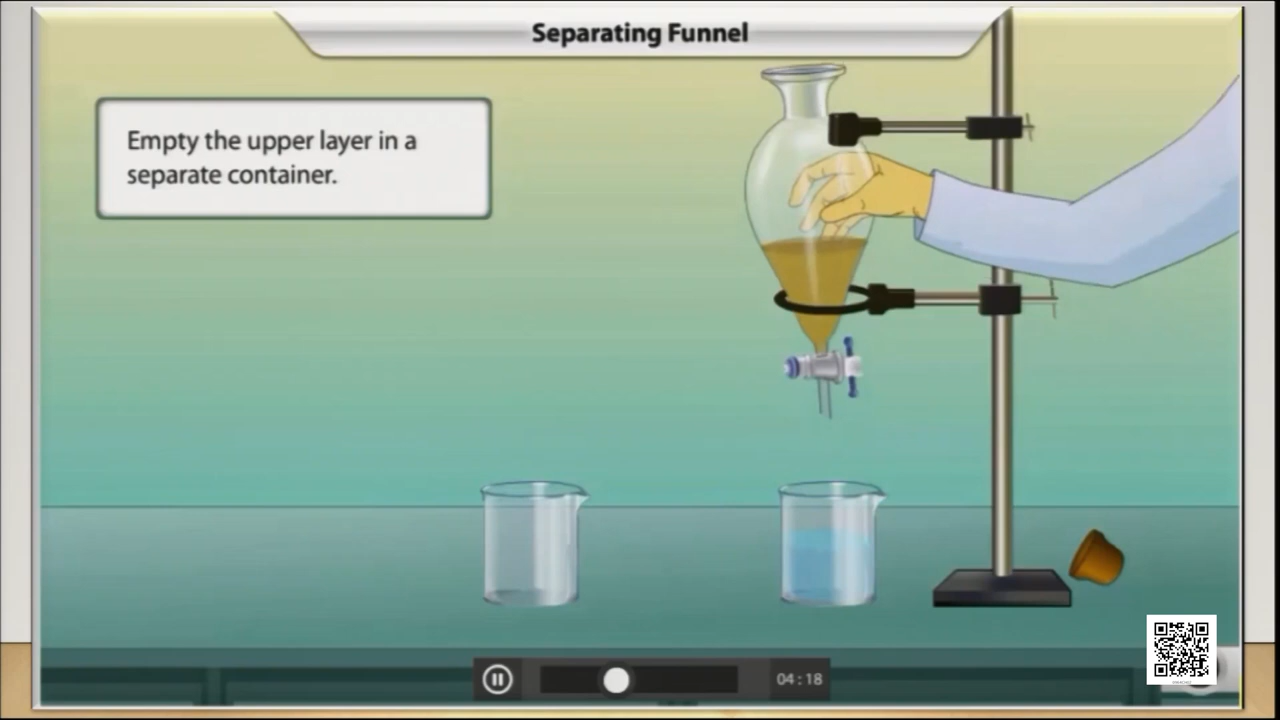 Separating Funnel
Empty the upper layer in a
separate container.
04 : 18